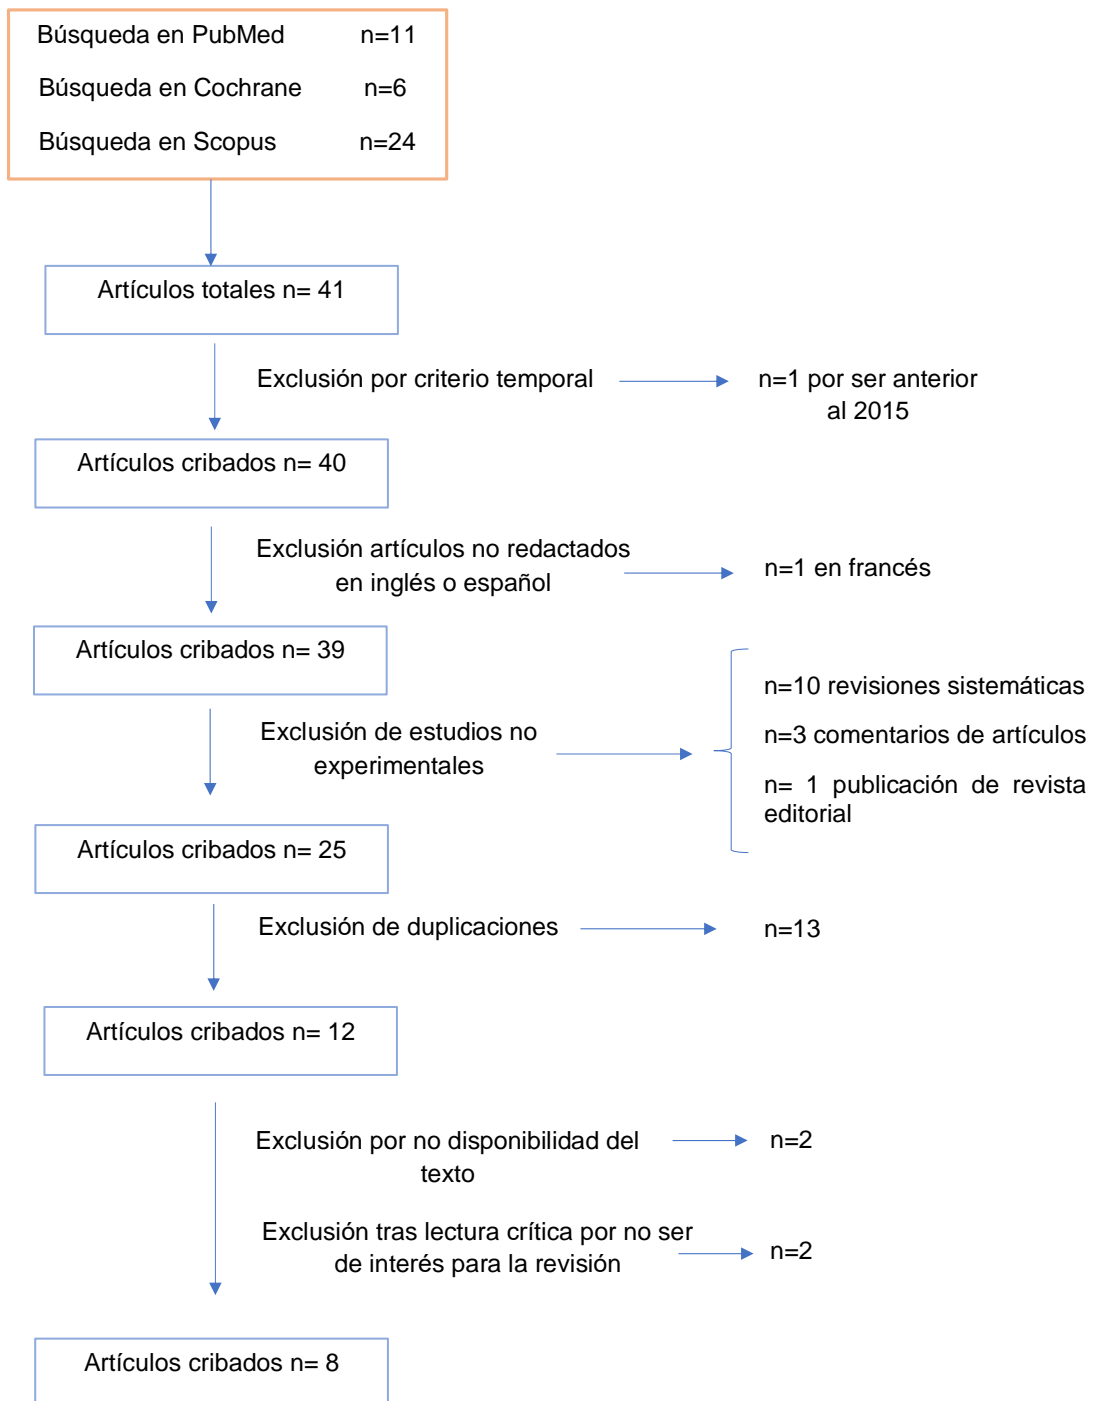 Búsqueda en PubMed n=11
Búsqueda en Cochrane n=6
Búsqueda en Scopus n=24
Artículos totales n= 41
Exclusión por criterio temporal
n=1 por ser anterior
al 2015
Artículos cribados n= 40
Exclusión artículos no redactados
en inglés o español
n=1 en francés
Artículos cribados n= 39
Exclusión de estudios no
experimentales
n=10 revisiones sistemáticas
n=3 comentarios de artículos
n= 1 publicación de revista
editorial
Artículos cribados n= 25
Exclusión de duplicaciones
n=13
Artículos cribados n= 12
Exclusión por no disponibilidad del
texto
n=2
Exclusión tras lectura crítica por no ser
de interés para la revisión
n=2
Artículos cribados n= 8